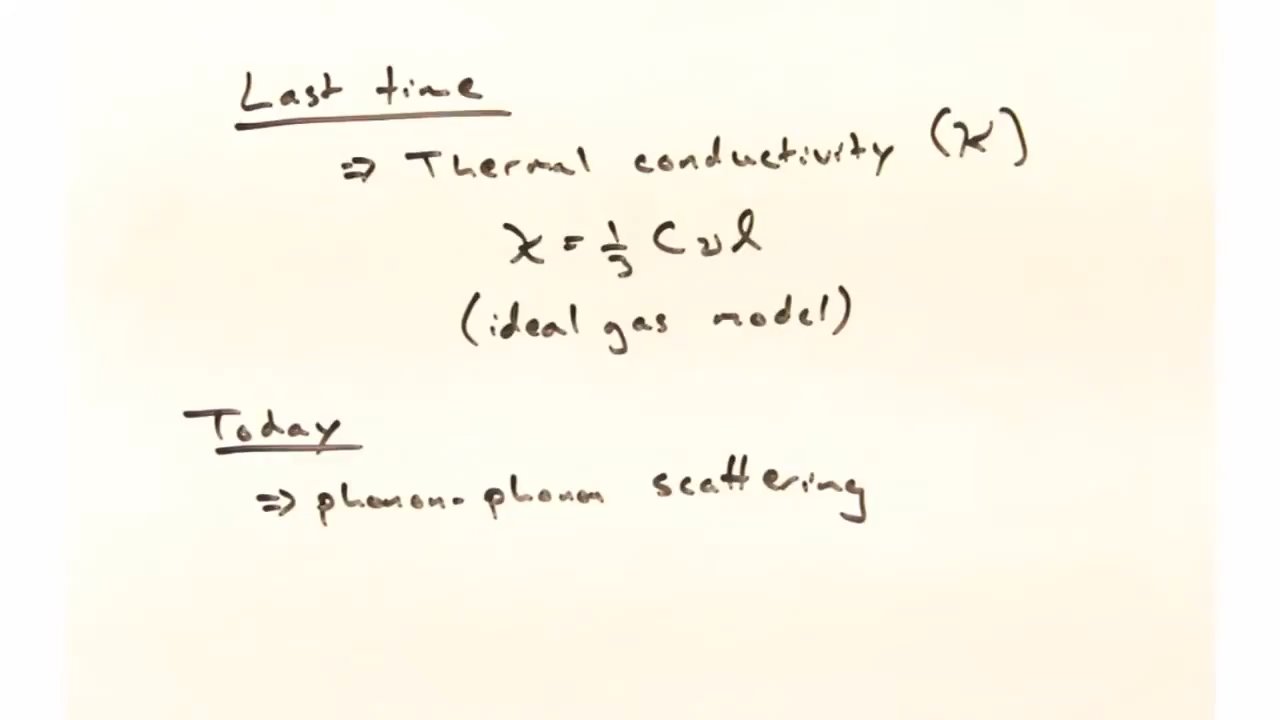 Last time
⇒ Thermal conductivity (K)
K = 1/3 C v l
(ideal gas model)
Today
⇒ phonon-phonon scattering